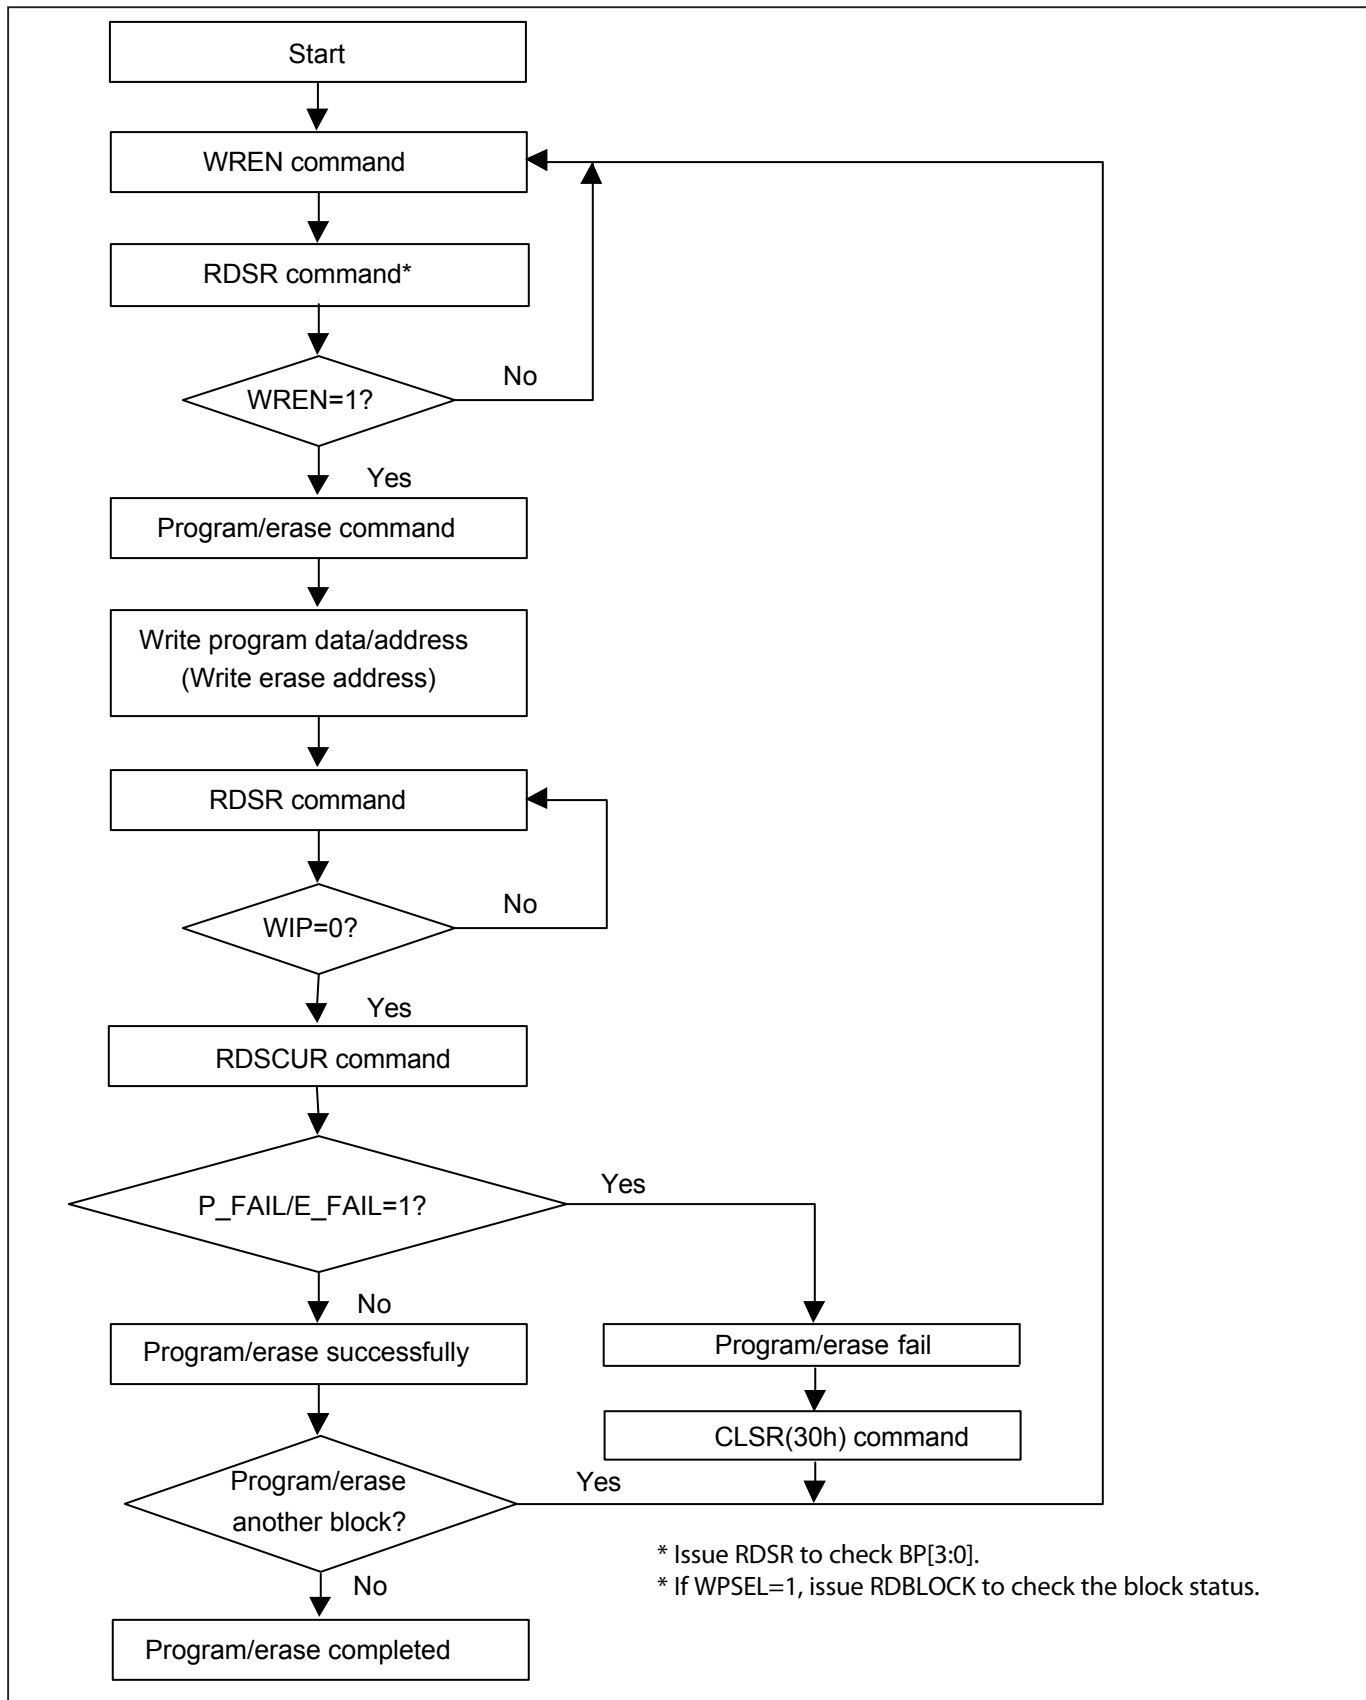 Start
WREN command
RDSR command*
WREN=1?
No
Yes
Program/erase command
Write program data/address
(Write erase address)
RDSR command
WIP=0?
No
Yes
RDSCUR command
P_FAIL/E_FAIL=1?
Yes
No
Program/erase successfully
Program/erase fail
CLSR(30h) command
Program/erase
another block?
Yes
No
* Issue RDSR to check BP[3:0].
* If WPSEL=1, issue RDBLOCK to check the block status.
Program/erase completed